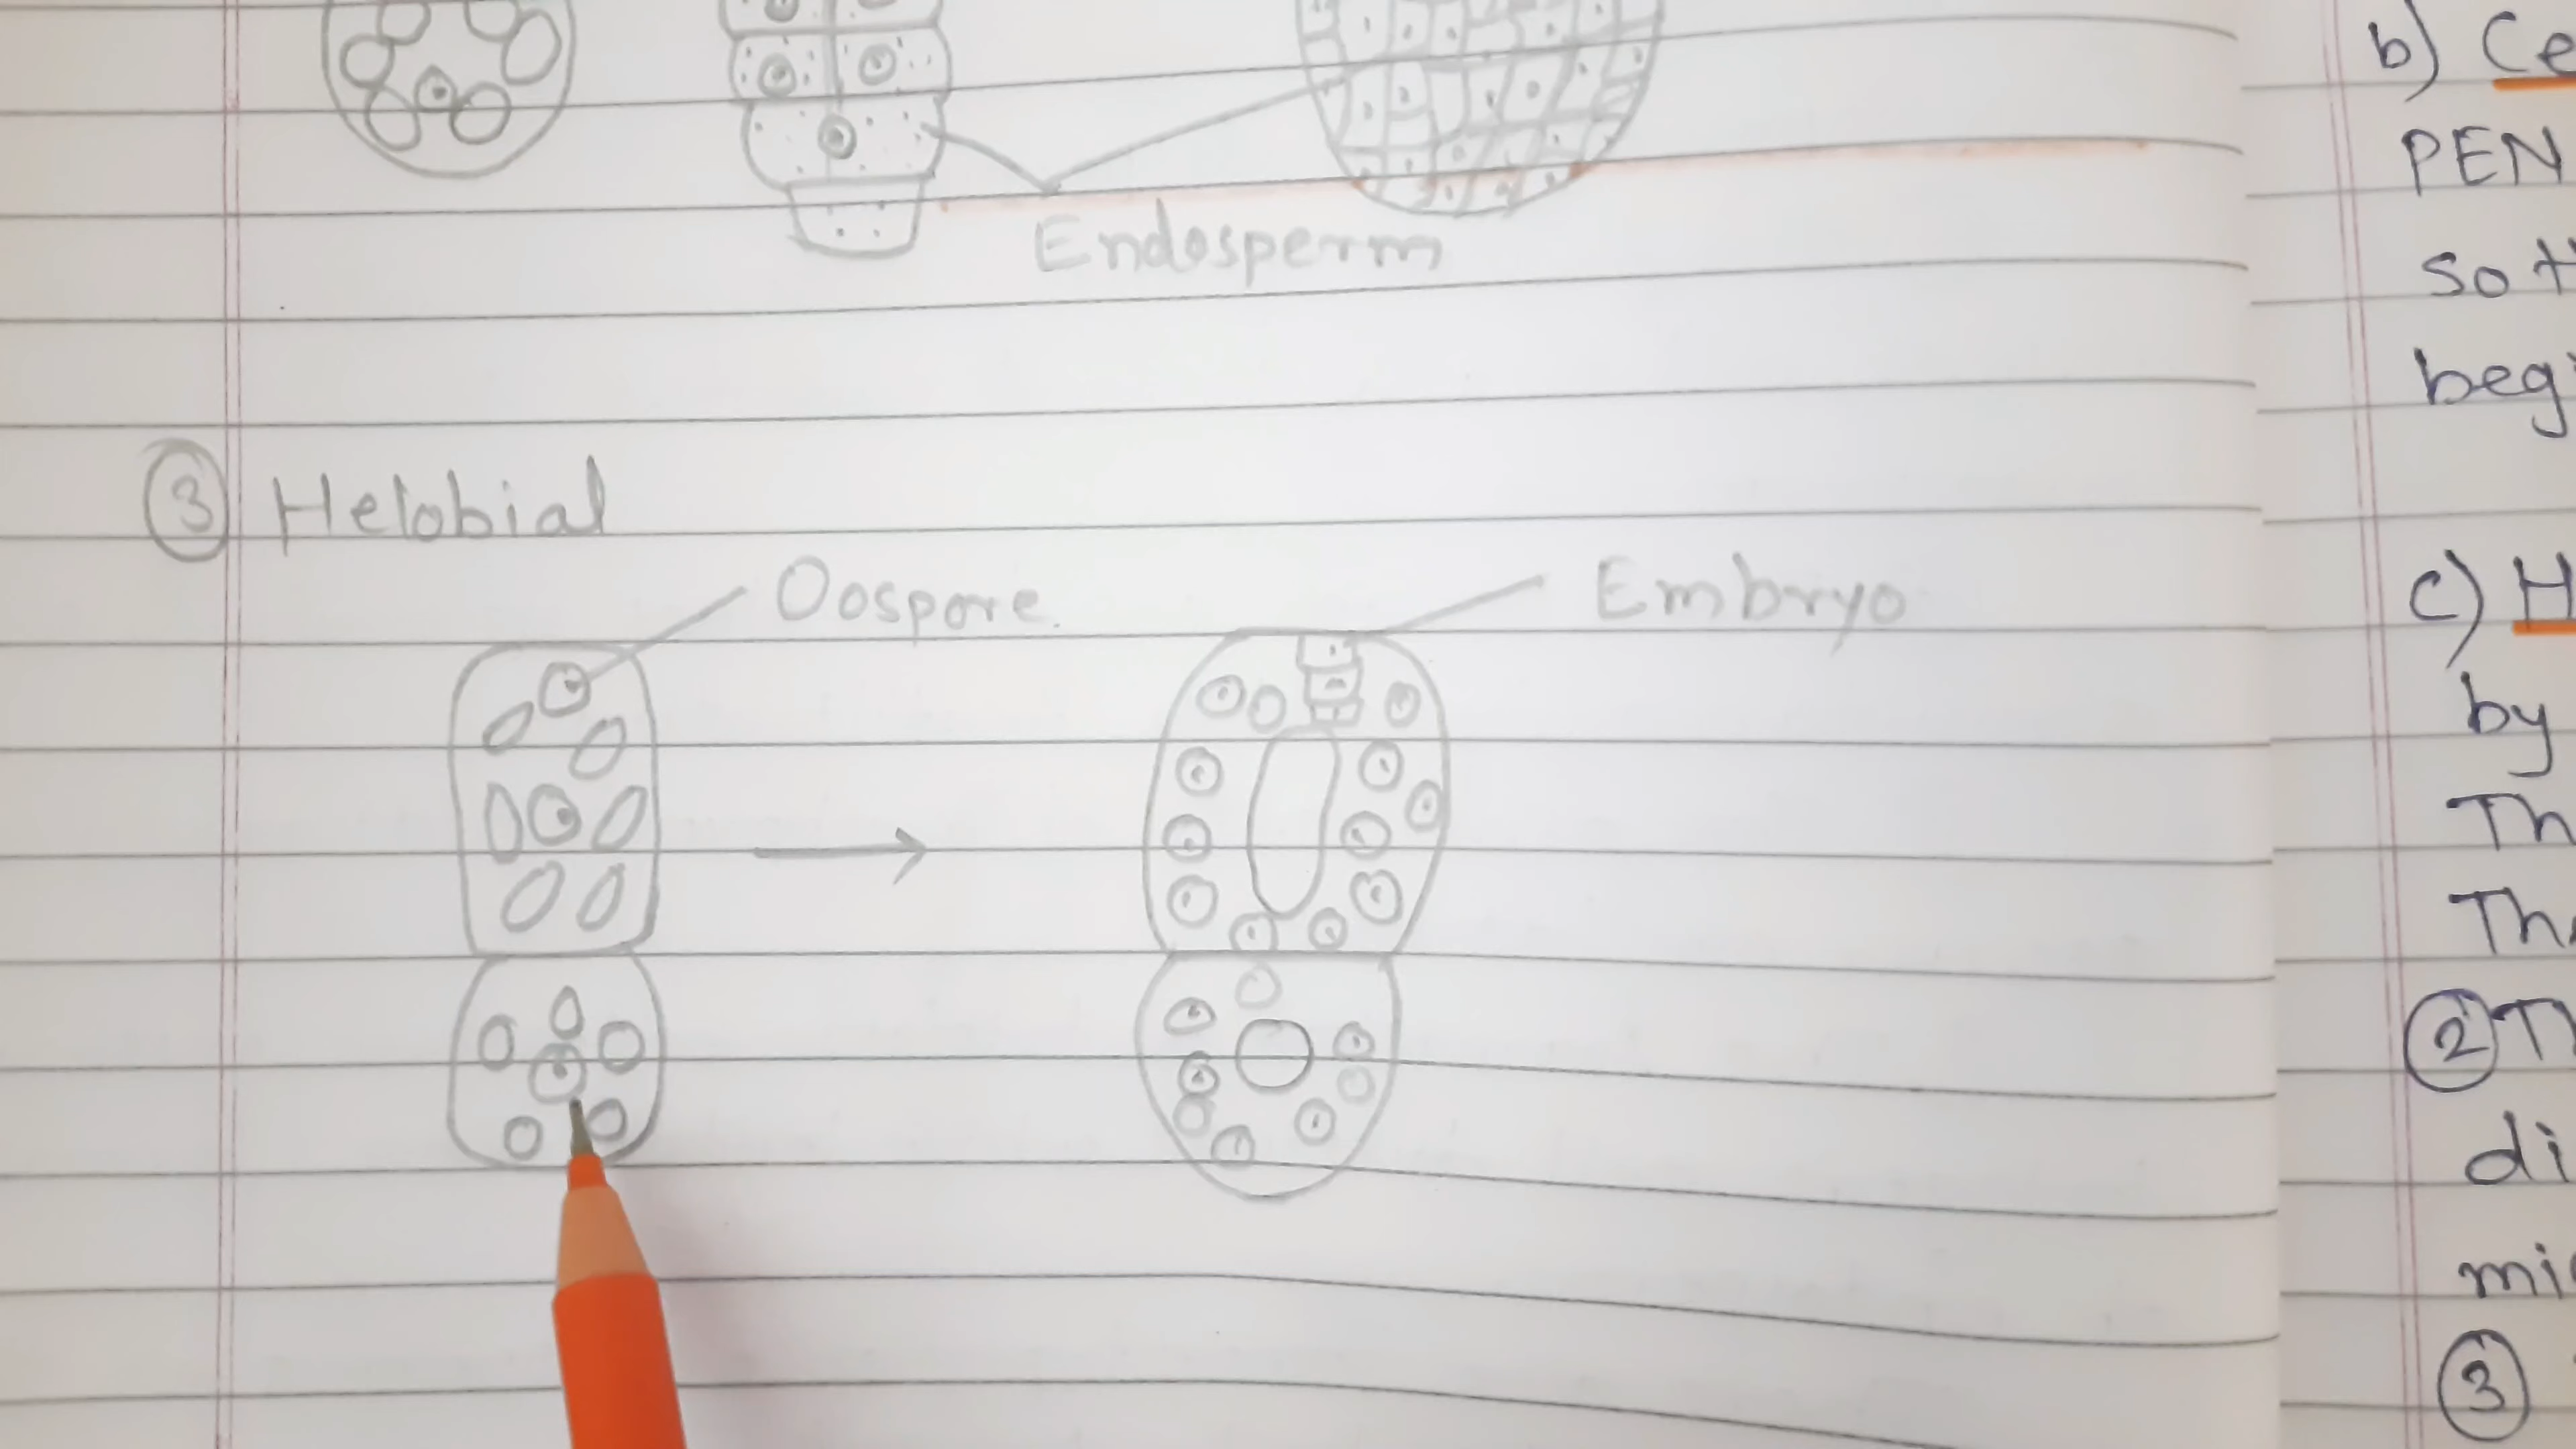 Endosperm
③ Helobial
Oospore.
Embryo
b) Ce
PEN
so t
beg
c) H
by
Th
Th
② T
di
mi
③